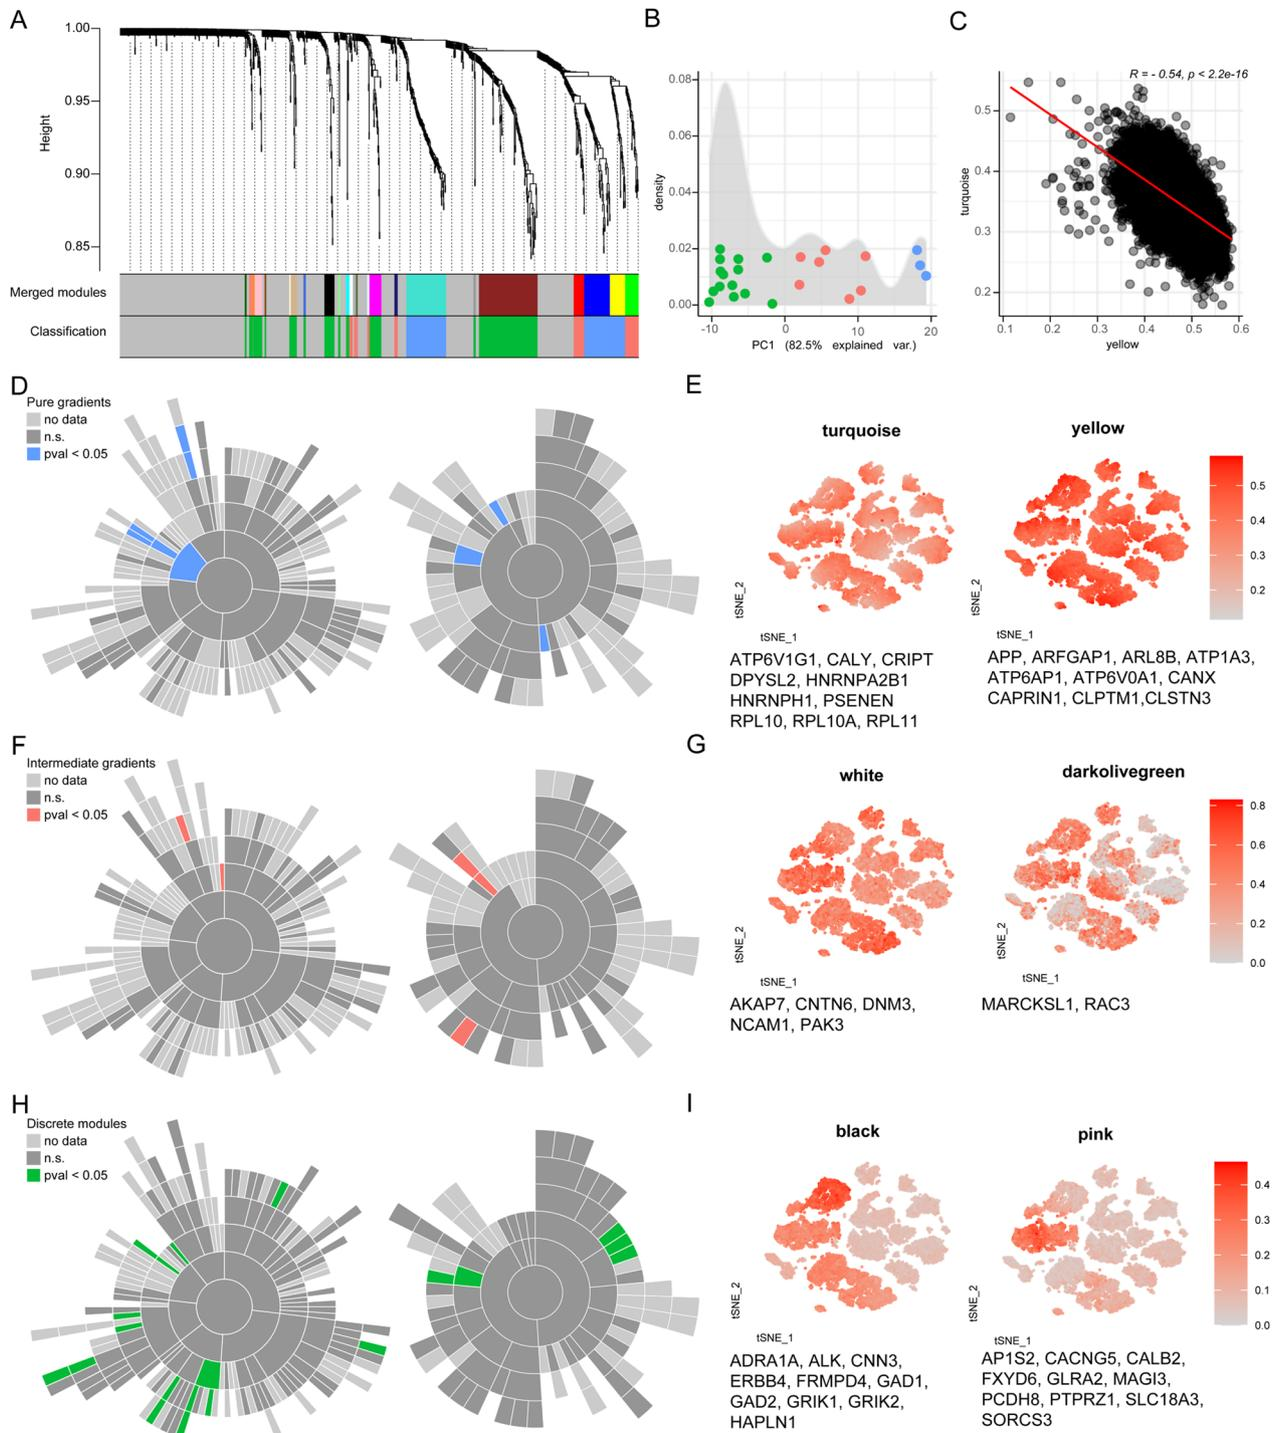 A
1.00
0.95
0.90
0.85
Height
Merged modules
Classification
B
0.08
0.06
0.04
0.02
0.00
density
-10
0
10
20
PC1 (82.5% explained var.)
C
R = - 0.54, p < 2.2e-16
0.5
0.4
0.3
0.2
turquoise
0.1
0.2
0.3
0.4
0.5
0.6
yellow
D
Pure gradients
no data
n.s.
pval < 0.05
E
turquoise
yellow
0.5
0.4
0.3
0.2
tSNE_2
tSNE_1
tSNE_2
tSNE_1
ATP6V1G1, CALY, CRIPT
DPYSL2, HNRNPA2B1
HNRNPH1, PSENEN
RPL10, RPL10A, RPL11
APP, ARFGAP1, ARL8B, ATP1A3,
ATP6AP1, ATP6V0A1, CANX
CAPRIN1, CLPTM1,CLSTN3
F
Intermediate gradients
no data
n.s.
pval < 0.05
G
white
darkolivegreen
0.8
0.6
0.4
0.2
0.0
tSNE_2
tSNE_1
tSNE_2
tSNE_1
AKAP7, CNTN6, DNM3,
NCAM1, PAK3
MARCKSL1, RAC3
H
Discrete modules
no data
n.s.
pval < 0.05
I
black
pink
0.4
0.3
0.2
0.1
0.0
tSNE_2
tSNE_1
tSNE_2
tSNE_1
ADRA1A, ALK, CNN3,
ERBB4, FRMPD4, GAD1,
GAD2, GRIK1, GRIK2,
HAPLN1
AP1S2, CACNG5, CALB2,
FXYD6, GLRA2, MAGI3,
PCDH8, PTPRZ1, SLC18A3,
SORCS3